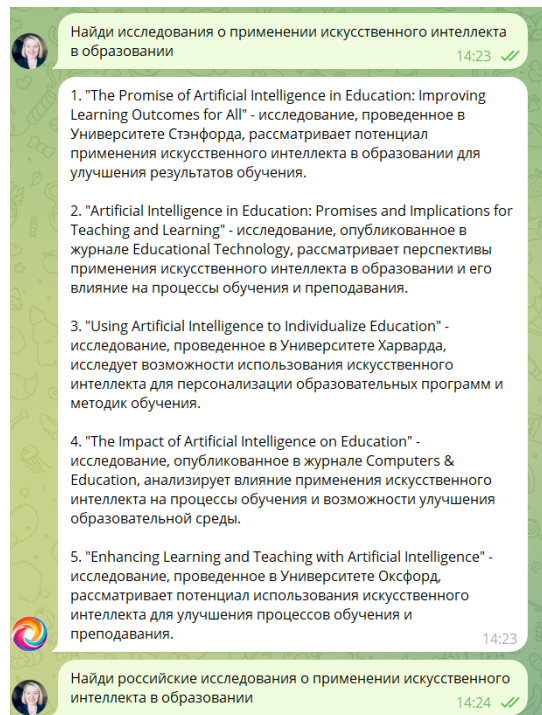 Найди исследования о применении искусственного интеллекта
в образовании
14:23
1. "The Promise of Artificial Intelligence in Education: Improving
Learning Outcomes for All" - исследование, проведенное в
Университете Стэнфорда, рассматривает потенциал
применения искусственного интеллекта в образовании для
улучшения результатов обучения.
2. "Artificial Intelligence in Education: Promises and Implications for
Teaching and Learning" - исследование, опубликованное в
журнале Educational Technology, рассматривает перспективы
применения искусственного интеллекта в образовании и его
влияние на процессы обучения и преподавания.
3. "Using Artificial Intelligence to Individualize Education" -
исследование, проведенное в Университете Харварда,
исследует возможности использования искусственного
интеллекта для персонализации образовательных программ и
методик обучения.
4. "The Impact of Artificial Intelligence on Education" -
исследование, опубликованное в журнале Computers &
Education, анализирует влияние применения искусственного
интеллекта на процессы обучения и возможности улучшения
образовательной среды.
5. "Enhancing Learning and Teaching with Artificial Intelligence" -
исследование, проведенное в Университете Оксфорд,
рассматривает потенциал использования искусственного
интеллекта для улучшения процессов обучения и
преподавания.
14:23
Найди российские исследования о применении искусственного
интеллекта в образовании
14:24